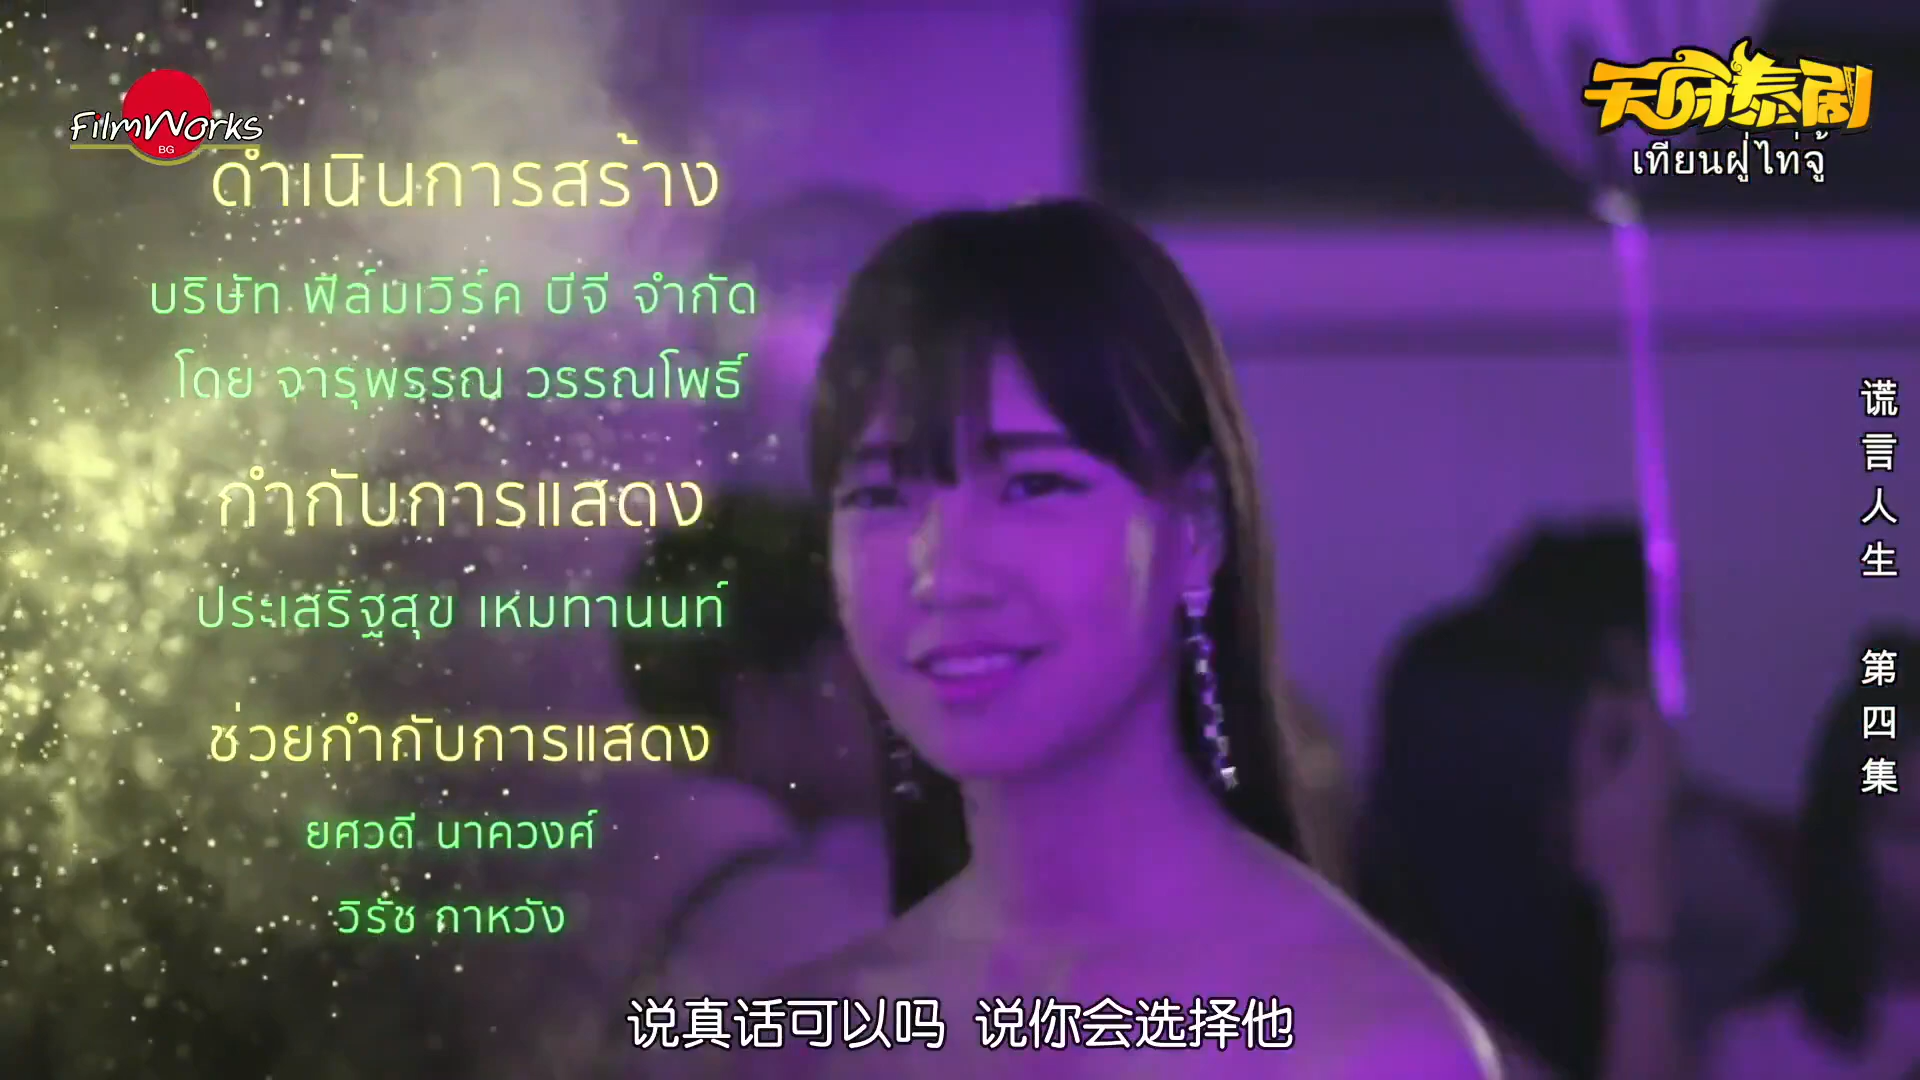 FilmWorks
BG
天府泰剧
เทียนฝู่ไท่จู้
ดำเนินการสร้าง
บริษัท ฟิล์มเวิร์ค บีจี จำกัด
โดย จารุพรรณ วรรณโพธิ์
กำกับการแสดง
ประเสริฐสุข เหมทานนท์
ช่วยกำกับการแสดง
ยศวดี นาควงศ์
วิรัช กาหวัง
谎言人生 第四集
说真话可以吗 说你会选择他